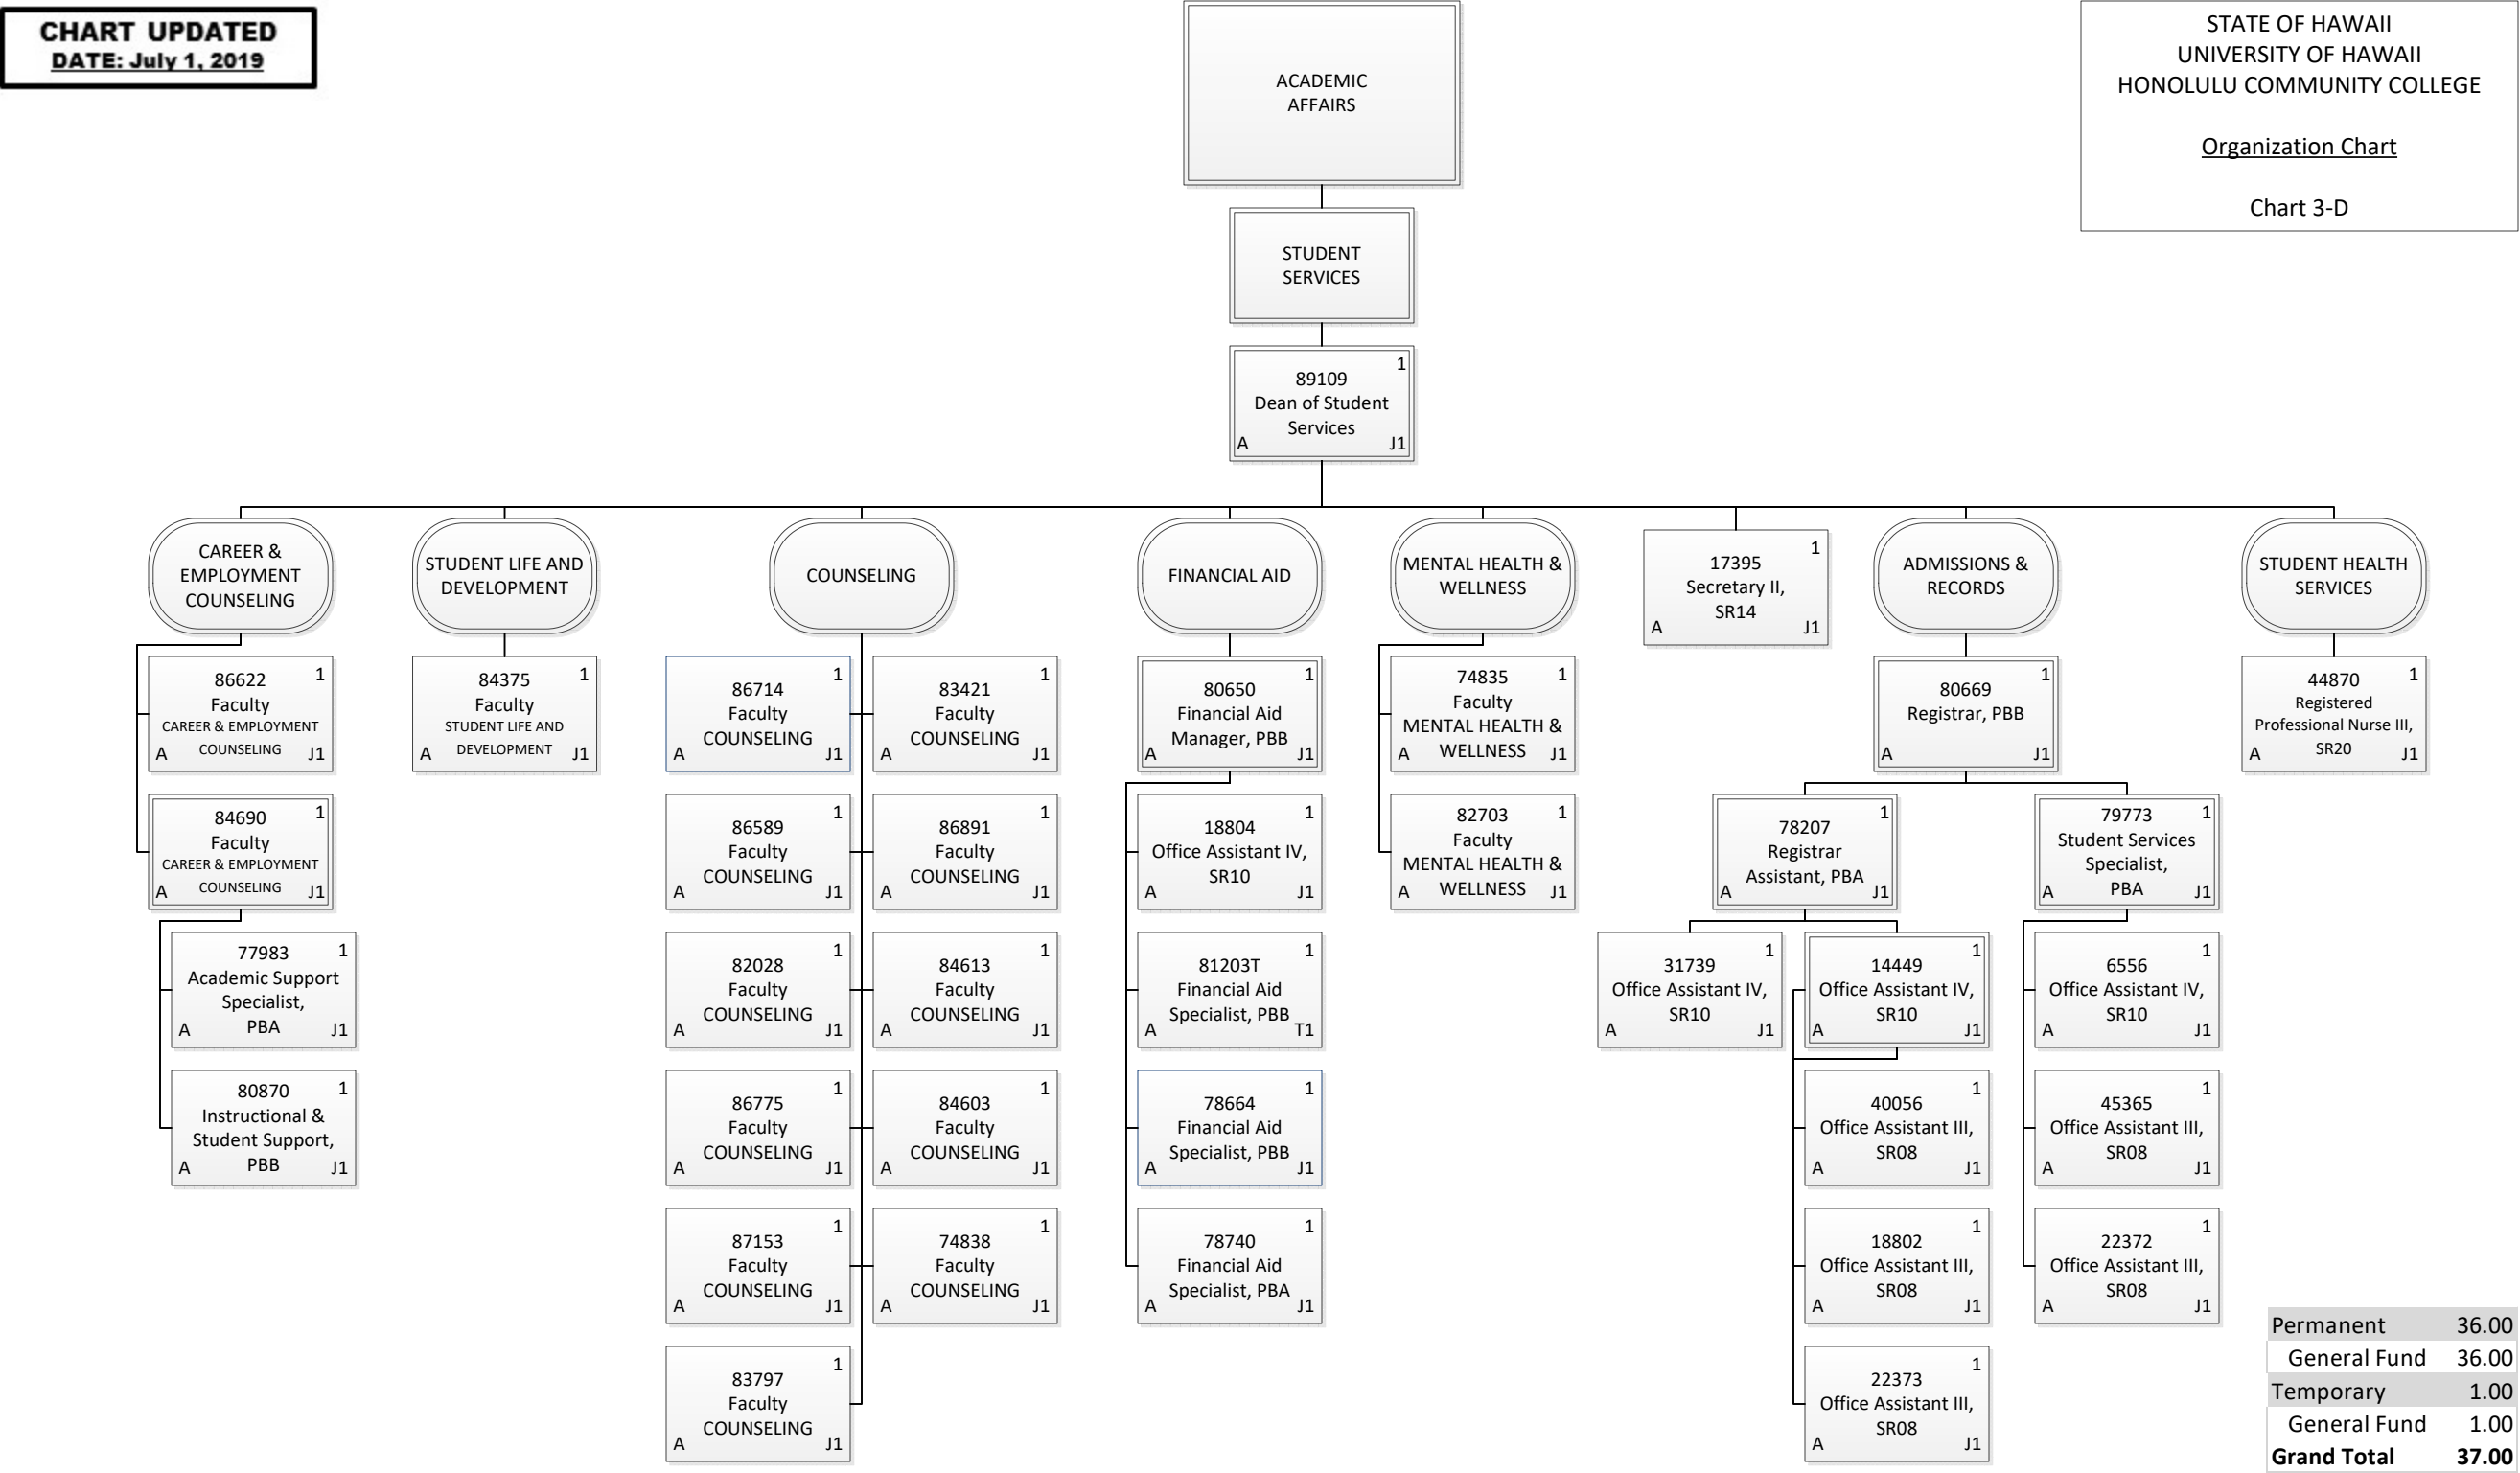 CHART UPDATED
DATE: July 1, 2019
STATE OF HAWAII
UNIVERSITY OF HAWAII
HONOLULU COMMUNITY COLLEGE
Organization Chart
Chart 3-D
ACADEMIC
AFFAIRS
STUDENT
SERVICES
1
89109
Dean of Student
Services
A J1
CAREER &
EMPLOYMENT
COUNSELING
86622 1
Faculty
CAREER & EMPLOYMENT
COUNSELING
A J1
84690 1
Faculty
CAREER & EMPLOYMENT
COUNSELING
A J1
77983 1
Academic Support
Specialist,
PBA
A J1
80870 1
Instructional &
Student Support,
PBB
A J1
STUDENT LIFE AND
DEVELOPMENT
84375 1
Faculty
STUDENT LIFE AND
DEVELOPMENT
A J1
COUNSELING
1
86714
Faculty
COUNSELING
A J1
1
83421
Faculty
COUNSELING
A J1
1
86589
Faculty
COUNSELING
A J1
1
86891
Faculty
COUNSELING
A J1
1
82028
Faculty
COUNSELING
A J1
1
84613
Faculty
COUNSELING
A J1
1
86775
Faculty
COUNSELING
A J1
1
84603
Faculty
COUNSELING
A J1
1
87153
Faculty
COUNSELING
A J1
1
74838
Faculty
COUNSELING
A J1
1
83797
Faculty
COUNSELING
A J1
FINANCIAL AID
1
80650
Financial Aid
Manager, PBB
A J1
1
18804
Office Assistant IV,
SR10
A J1
1
81203T
Financial Aid
Specialist, PBB
A T1
1
78664
Financial Aid
Specialist, PBB
A J1
1
78740
Financial Aid
Specialist, PBA
A J1
MENTAL HEALTH &
WELLNESS
74835 1
Faculty
MENTAL HEALTH &
WELLNESS
A J1
82703 1
Faculty
MENTAL HEALTH &
WELLNESS
A J1
1
17395
Secretary II,
SR14
A J1
ADMISSIONS &
RECORDS
1
80669
Registrar, PBB
A J1
1
78207
Registrar
Assistant, PBA
A J1
1
31739
Office Assistant IV,
SR10
A J1
1
14449
Office Assistant IV,
SR10
A J1
1
40056
Office Assistant III,
SR08
A J1
1
18802
Office Assistant III,
SR08
A J1
1
22373
Office Assistant III,
SR08
A J1
79773 1
Student Services
Specialist,
PBA
A J1
1
6556
Office Assistant IV,
SR10
A J1
1
45365
Office Assistant III,
SR08
A J1
1
22372
Office Assistant III,
SR08
A J1
STUDENT HEALTH
SERVICES
44870 1
Registered
Professional Nurse III,
SR20
A J1
Permanent 36.00
General Fund 36.00
Temporary 1.00
General Fund 1.00
Grand Total 37.00